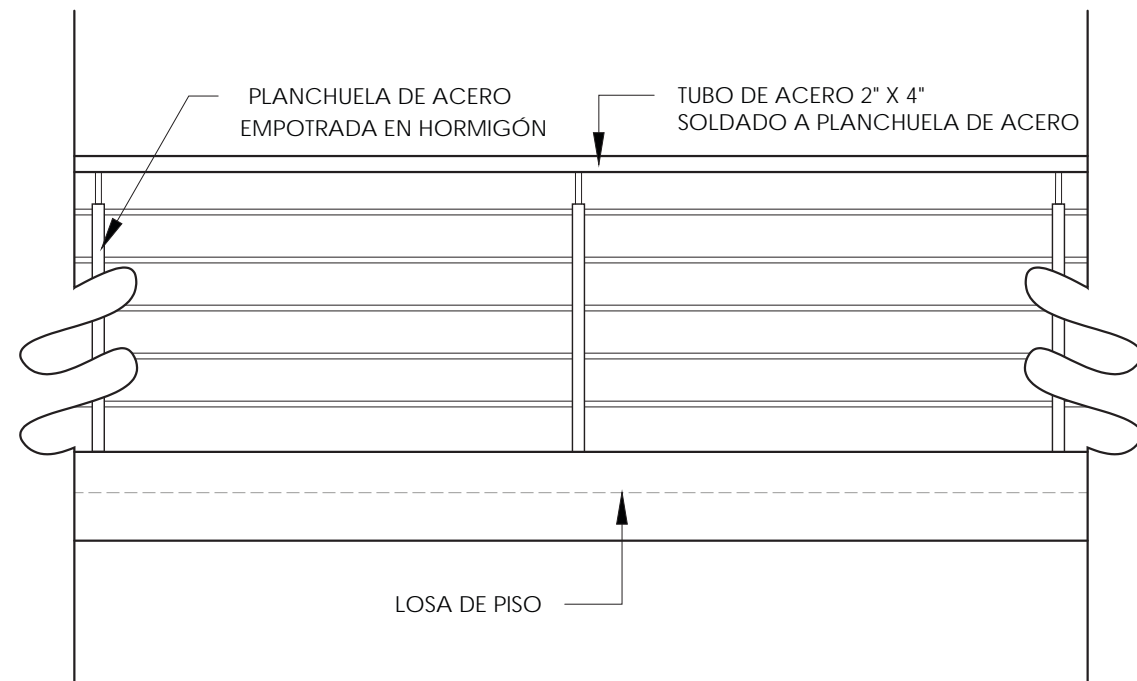 PLANCHUELA DE ACERO
EMPOTRADA EN HORMIGÓN
TUBO DE ACERO 2" X 4"
SOLDADO A PLANCHUELA DE ACERO
LOSA DE PISO